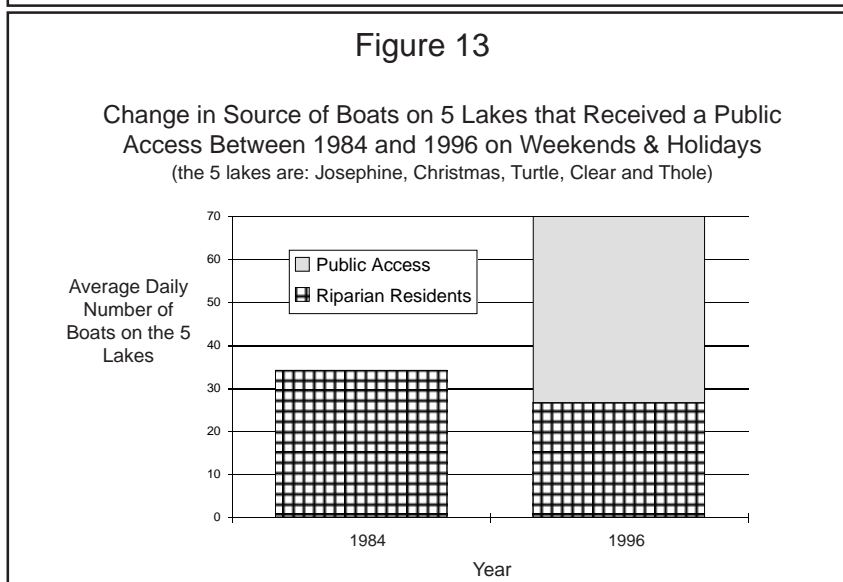 Figure 13
Change in Source of Boats on 5 Lakes that Received a Public
Access Between 1984 and 1996 on Weekends & Holidays
(the 5 lakes are: Josephine, Christmas, Turtle, Clear and Thole)
Average Daily
Number of
Boats on the 5
Lakes
70
60
50
40
30
20
10
0
Public Access
Riparian Residents
1984
1996
Year